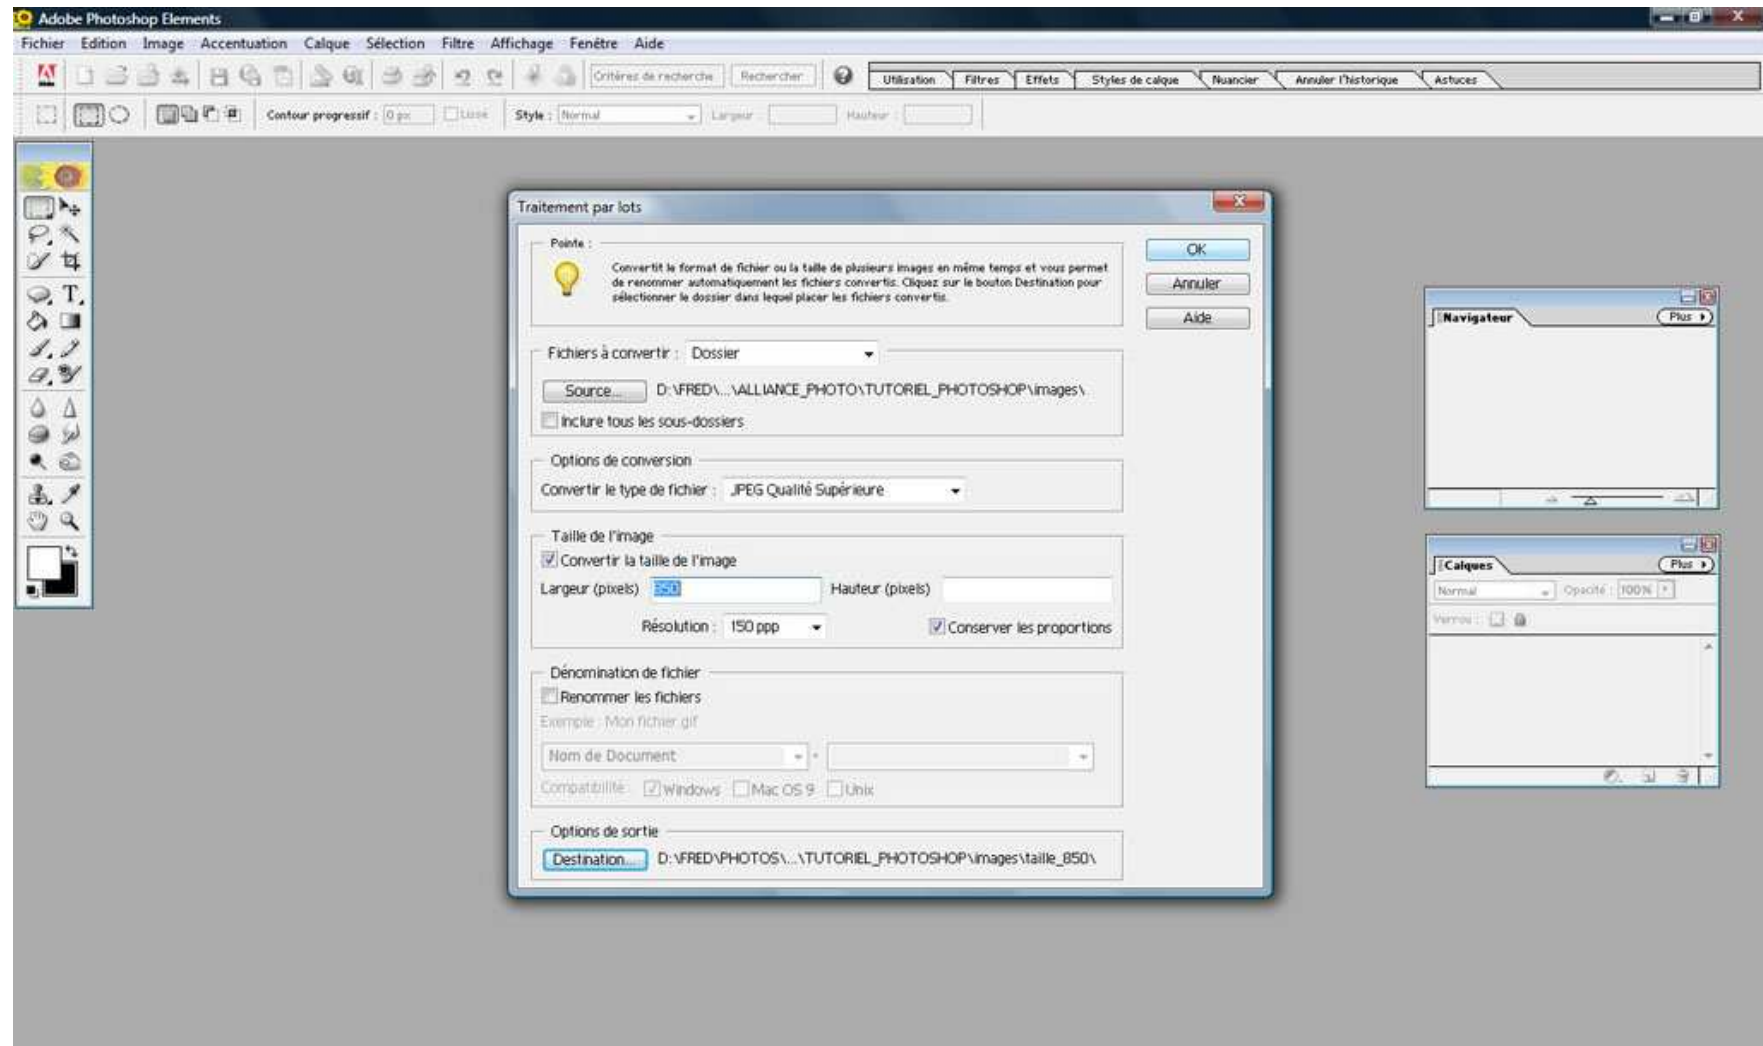 Adobe Photoshop Elements
Fichier Edition Image Accentuation Calque Sélection Filtre Affichage Fenêtre Aide
Critères de recherche Rechercher Utilisation Filtres Effets Styles de calque Nuancier Annuler l'historique Astuces
Contour progressif : 0 px Lissé Style : Normal Largeur : Hauteur :
Traitement par lots
Pointe :
Convertit le format de fichier ou la taille de plusieurs images en même temps et vous permet
de renommer automatiquement les fichiers convertis. Cliquez sur le bouton Destination pour
sélectionner le dossier dans lequel placer les fichiers convertis.
OK
Annuler
Aide
Fichiers à convertir : Dossier
Source... D:\FRED\...\ALLIANCE_PHOTO\TUTORIEL_PHOTOSHOP\images\
Inclure tous les sous-dossiers
Options de conversion
Convertir le type de fichier : JPEG Qualité Supérieure
Taille de l'image
Convertir la taille de l'image
Largeur (pixels) 850 Hauteur (pixels)
Résolution : 150 ppp Conserver les proportions
Dénomination de fichier
Renommer les fichiers
Exemple : Mon fichier.gif
Nom de Document +
Compatibilité : Windows Mac OS 9 Unix
Options de sortie
Destination... D:\FRED\PHOTOS\...\TUTORIEL_PHOTOSHOP\images\taille_850\
Navigateur Plus
Calques Plus
Normal Opacité : 100%
Verrou :